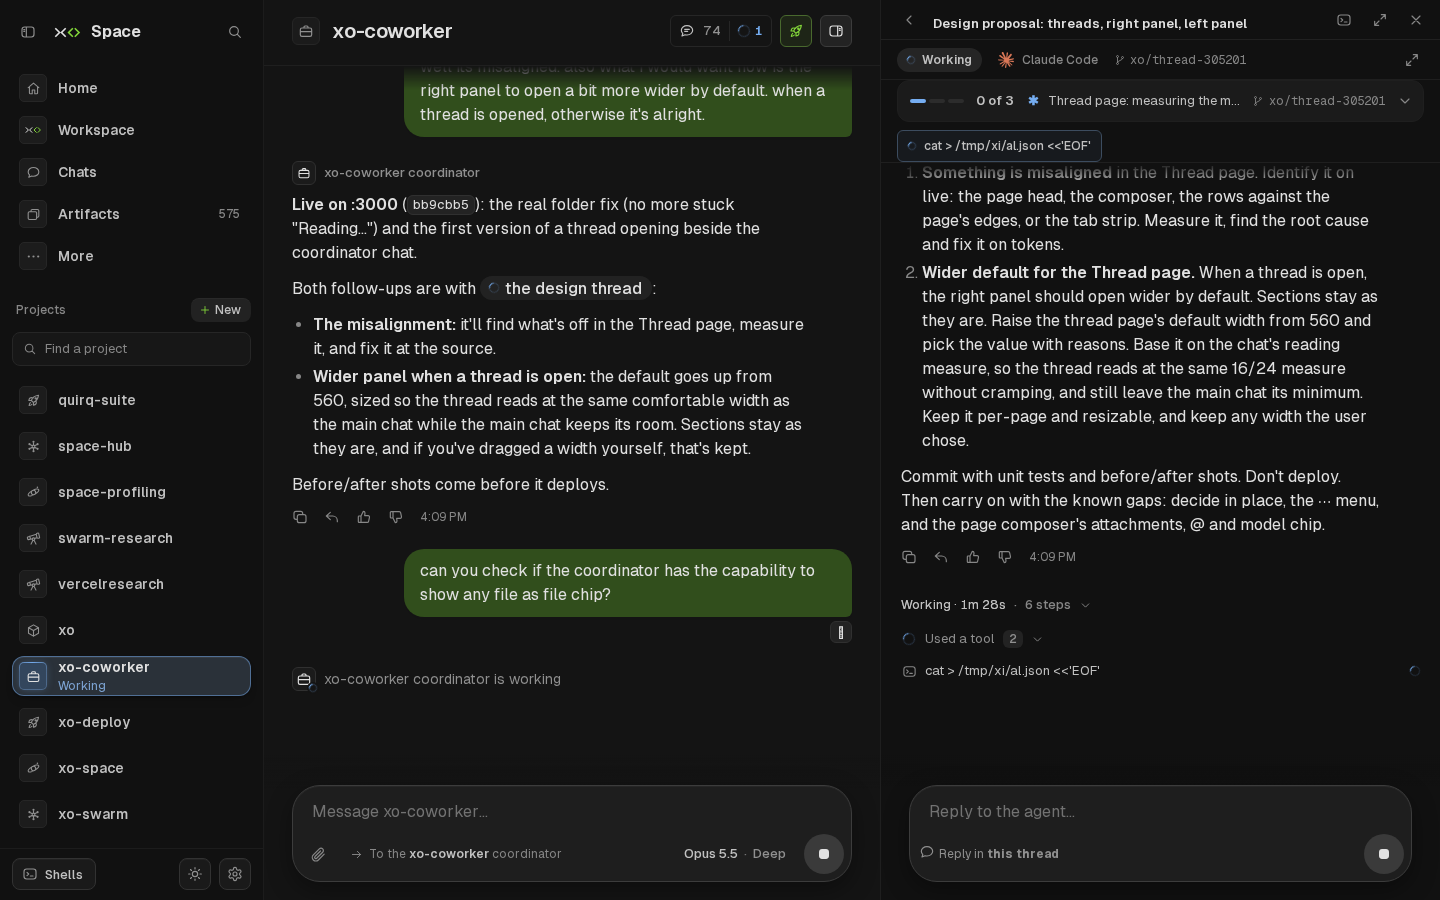 Space
Home
Workspace
Chats
Artifacts 575
More
Projects + New
Find a project
quirq-suite
space-hub
space-profiling
swarm-research
vercelresearch
xo
xo-coworker
Working
xo-deploy
xo-space
xo-swarm
Shells
xo-coworker
74 1
well its misaligned. also what I would want now is the
right panel to open a bit more wider by default. when a
thread is opened, otherwise it's alright.
xo-coworker coordinator
Live on :3000 (bb9cbb5): the real folder fix (no more stuck
"Reading…") and the first version of a thread opening beside the
coordinator chat.
Both follow-ups are with the design thread :
• The misalignment: it'll find what's off in the Thread page, measure
it, and fix it at the source.
• Wider panel when a thread is open: the default goes up from
560, sized so the thread reads at the same comfortable width as
the main chat while the main chat keeps its room. Sections stay as
they are, and if you've dragged a width yourself, that's kept.
Before/after shots come before it deploys.
4:09 PM
can you check if the coordinator has the capability to
show any file as file chip?
xo-coworker coordinator is working
Message xo-coworker…
→ To the xo-coworker coordinator
Opus 5.5 · Deep
Design proposal: threads, right panel, left panel
Working Claude Code xo/thread-305201
0 of 3 Thread page: measuring the m… xo/thread-305201
cat > /tmp/xi/al.json <<'EOF'
1. Something is misaligned in the Thread page. Identify it on
live: the page head, the composer, the rows against the
page's edges, or the tab strip. Measure it, find the root cause
and fix it on tokens.
2. Wider default for the Thread page. When a thread is open,
the right panel should open wider by default. Sections stay as
they are. Raise the thread page's default width from 560 and
pick the value with reasons. Base it on the chat's reading
measure, so the thread reads at the same 16/24 measure
without cramping, and still leave the main chat its minimum.
Keep it per-page and resizable, and keep any width the user
chose.
Commit with unit tests and before/after shots. Don't deploy.
Then carry on with the known gaps: decide in place, the ··· menu,
and the page composer's attachments, @ and model chip.
4:09 PM
Working · 1m 28s · 6 steps
Used a tool 2
cat > /tmp/xi/al.json <<'EOF'
Reply to the agent…
Reply in this thread